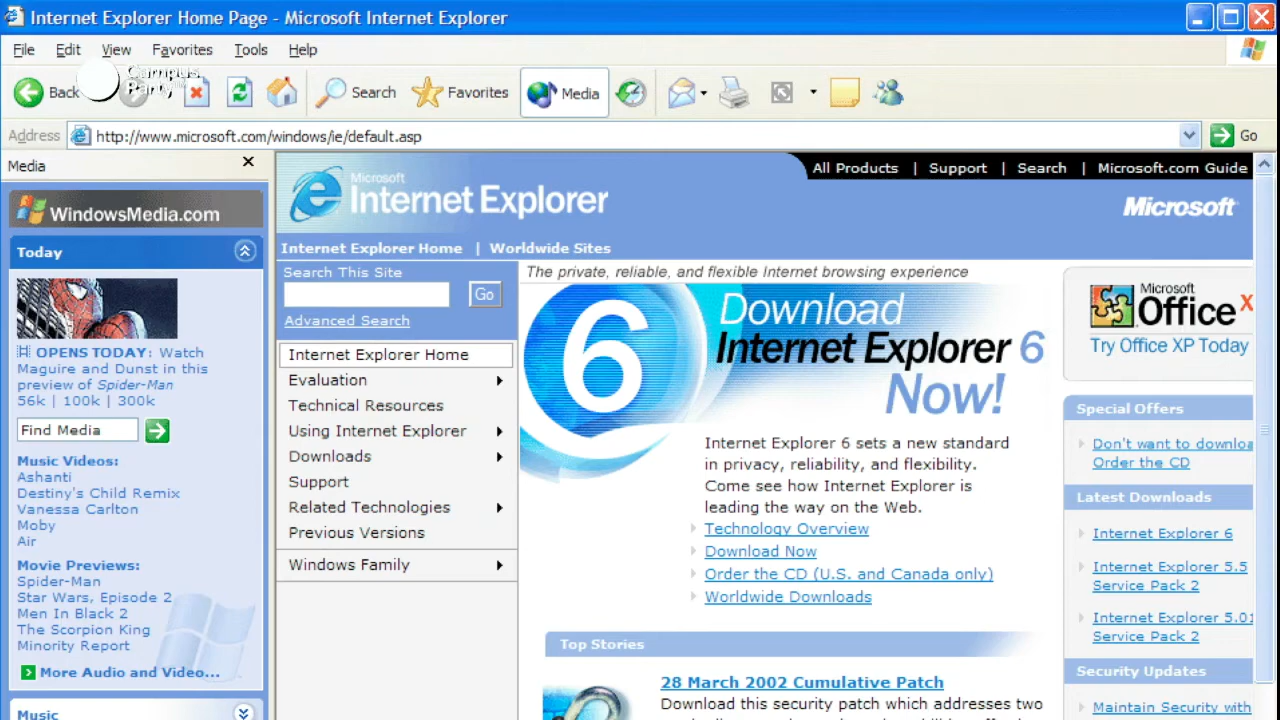 Internet Explorer Home Page - Microsoft Internet Explorer
File Edit View Favorites Tools Help
Campus
Party
Back Search Favorites Media
Address http://www.microsoft.com/windows/ie/default.asp Go
Media
WindowsMedia.com
Today
OPENS TODAY: Watch
Maguire and Dunst in this
preview of Spider-Man
56k | 100k | 300k
Find Media
Music Videos:
Ashanti
Destiny's Child Remix
Vanessa Carlton
Moby
Air
Movie Previews:
Spider-Man
Star Wars, Episode 2
Men In Black 2
The Scorpion King
Minority Report
More Audio and Video...
Music
All Products | Support | Search | Microsoft.com Guide
Microsoft
Internet Explorer
Microsoft
Internet Explorer Home | Worldwide Sites
Search This Site
Go
Advanced Search
Internet Explorer Home
Evaluation
Technical Resources
Using Internet Explorer
Downloads
Support
Related Technologies
Previous Versions
Windows Family
The private, reliable, and flexible Internet browsing experience
6
Download
Internet Explorer 6
Now!
Internet Explorer 6 sets a new standard
in privacy, reliability, and flexibility.
Come see how Internet Explorer is
leading the way on the Web.
Technology Overview
Download Now
Order the CD (U.S. and Canada only)
Worldwide Downloads
Top Stories
28 March 2002 Cumulative Patch
Download this security patch which addresses two
Microsoft
Office X
Try Office XP Today
Special Offers
Don't want to downloa
Order the CD
Latest Downloads
Internet Explorer 6
Internet Explorer 5.5
Service Pack 2
Internet Explorer 5.01
Service Pack 2
Security Updates
Maintain Security with